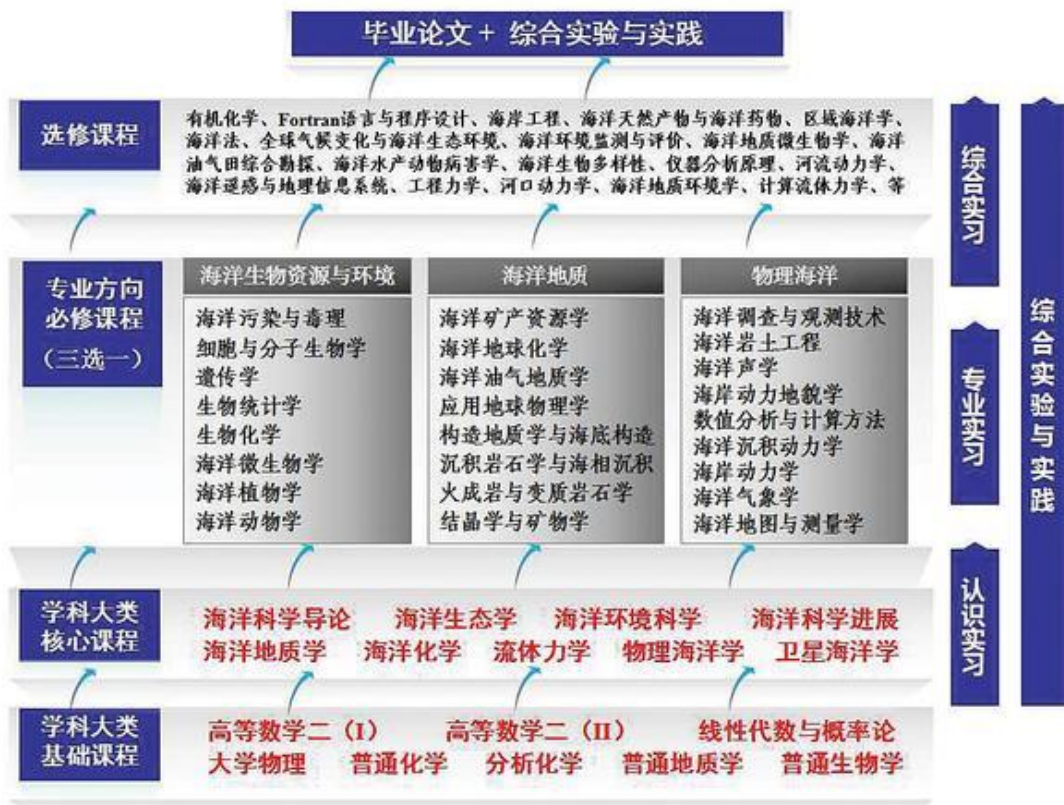 毕业论文＋ 综合实验与实践
选修课程
有机化学、Fortran语言与程序设计、海岸工程、海洋天然产物与海洋药物、区域海洋学、
海洋法、全球气候变化与海洋生态环境、海洋环境监测与评价、海洋地质微生物学、海洋
油气田综合勘探、海洋水产动物病害学、海洋生物多样性、仪器分析原理、河流动力学、
海洋遥感与地理信息系统、工程力学、河口动力学、海洋地质环境学、计算流体力学、等
专业方向
必修课程
（三选一）
海洋生物资源与环境
海洋污染与毒理
细胞与分子生物学
遗传学
生物统计学
生物化学
海洋微生物学
海洋植物学
海洋动物学
海洋地质
海洋矿产资源学
海洋地球化学
海洋油气地质学
应用地球物理学
构造地质学与海底构造
沉积岩石学与海相沉积
火成岩与变质岩石学
结晶学与矿物学
物理海洋
海洋调查与观测技术
海洋岩土工程
海洋声学
海岸动力地貌学
数值分析与计算方法
海洋沉积动力学
海岸动力学
海洋气象学
海洋地图与测量学
学科大类
核心课程
海洋科学导论 海洋生态学 海洋环境科学 海洋科学进展
海洋地质学 海洋化学 流体力学 物理海洋学 卫星海洋学
学科大类
基础课程
高等数学二（I） 高等数学二（II） 线性代数与概率论
大学物理 普通化学 分析化学 普通地质学 普通生物学
综合实习
专业实习
认识实习
综合实验与实践